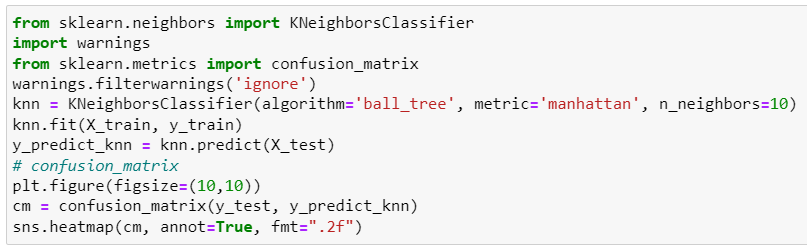 from sklearn.neighbors import KNeighborsClassifier
import warnings
from sklearn.metrics import confusion_matrix
warnings.filterwarnings('ignore')
knn = KNeighborsClassifier(algorithm='ball_tree', metric='manhattan', n_neighbors=10)
knn.fit(X_train, y_train)
y_predict_knn = knn.predict(X_test)
# confusion_matrix
plt.figure(figsize=(10,10))
cm = confusion_matrix(y_test, y_predict_knn)
sns.heatmap(cm, annot=True, fmt=".2f")